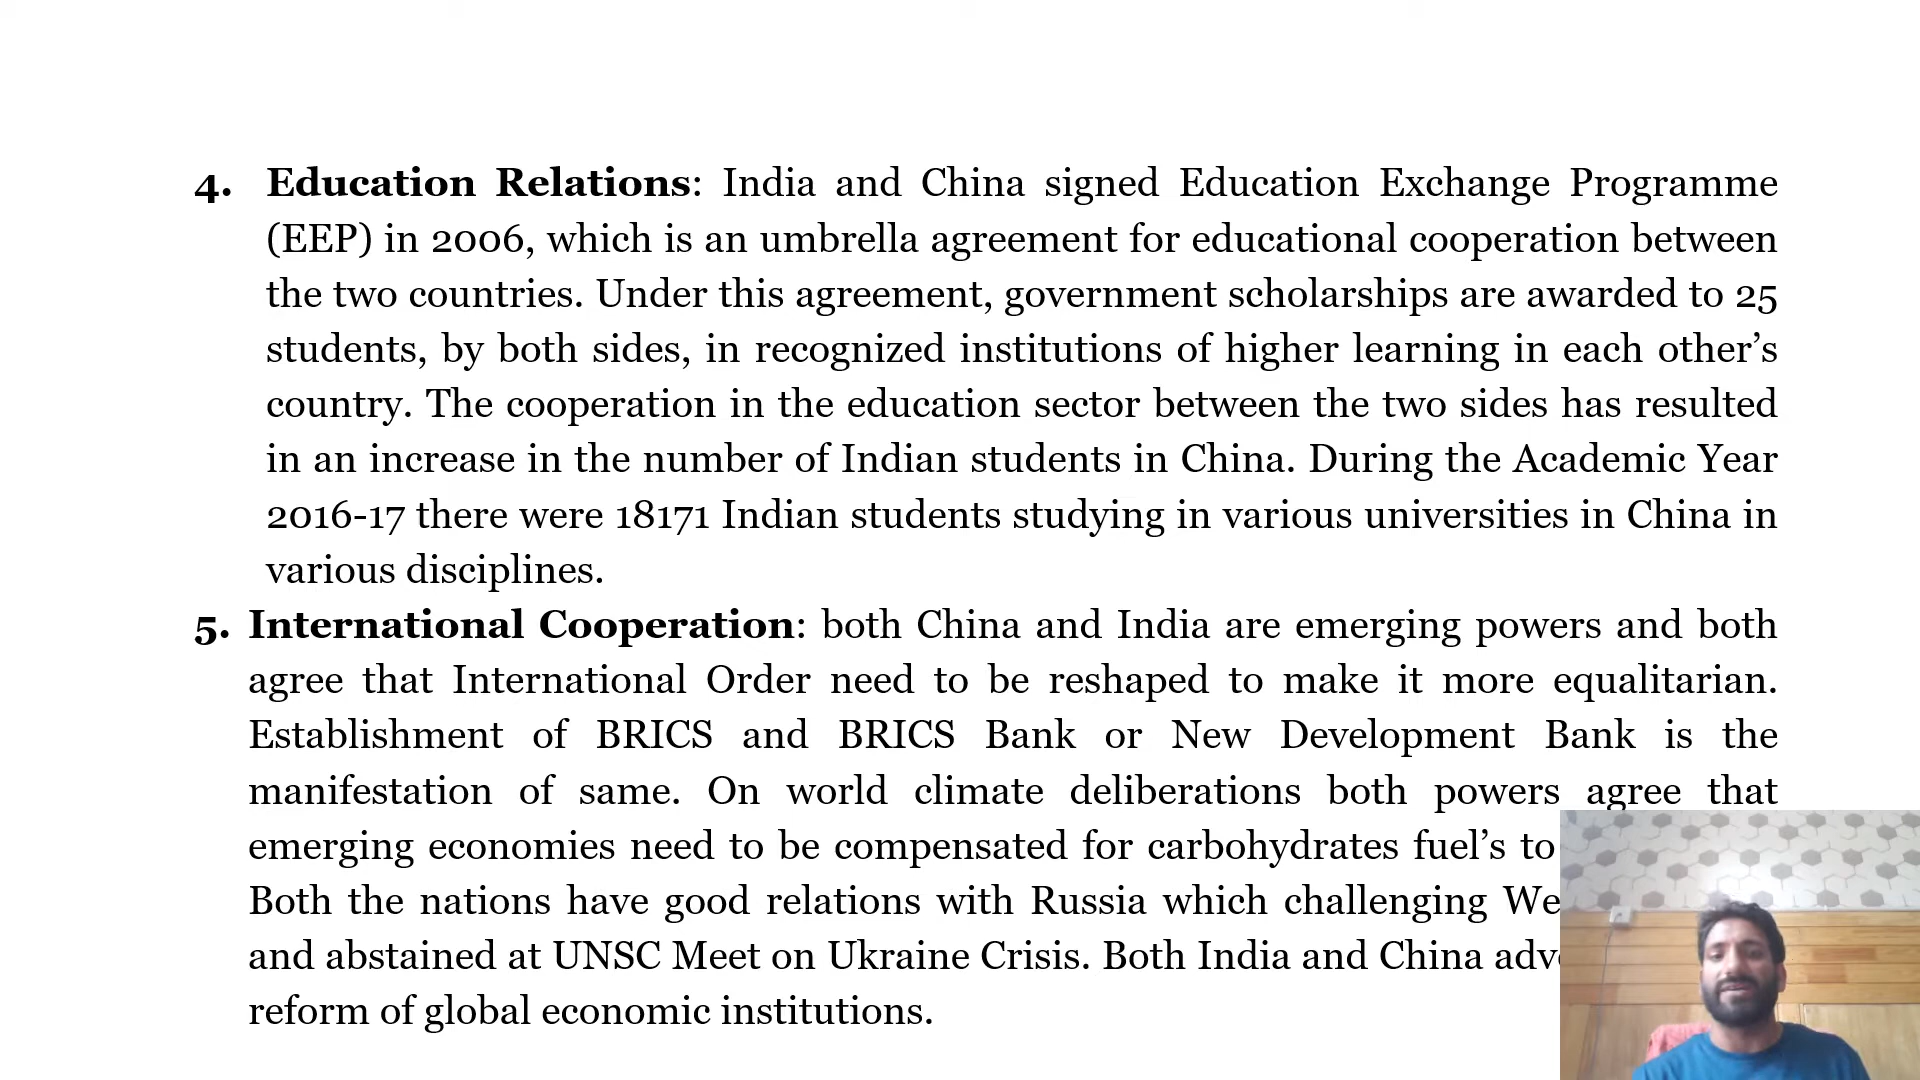 4. Education Relations: India and China signed Education Exchange Programme
(EEP) in 2006, which is an umbrella agreement for educational cooperation between
the two countries. Under this agreement, government scholarships are awarded to 25
students, by both sides, in recognized institutions of higher learning in each other’s
country. The cooperation in the education sector between the two sides has resulted
in an increase in the number of Indian students in China. During the Academic Year
2016-17 there were 18171 Indian students studying in various universities in China in
various disciplines.
5. International Cooperation: both China and India are emerging powers and both
agree that International Order need to be reshaped to make it more equalitarian.
Establishment of BRICS and BRICS Bank or New Development Bank is the
manifestation of same. On world climate deliberations both powers agree that
emerging economies need to be compensated for carbohydrates fuel’s to
Both the nations have good relations with Russia which challenging
and abstained at UNSC Meet on Ukraine Crisis. Both India and China
reform of global economic institutions.